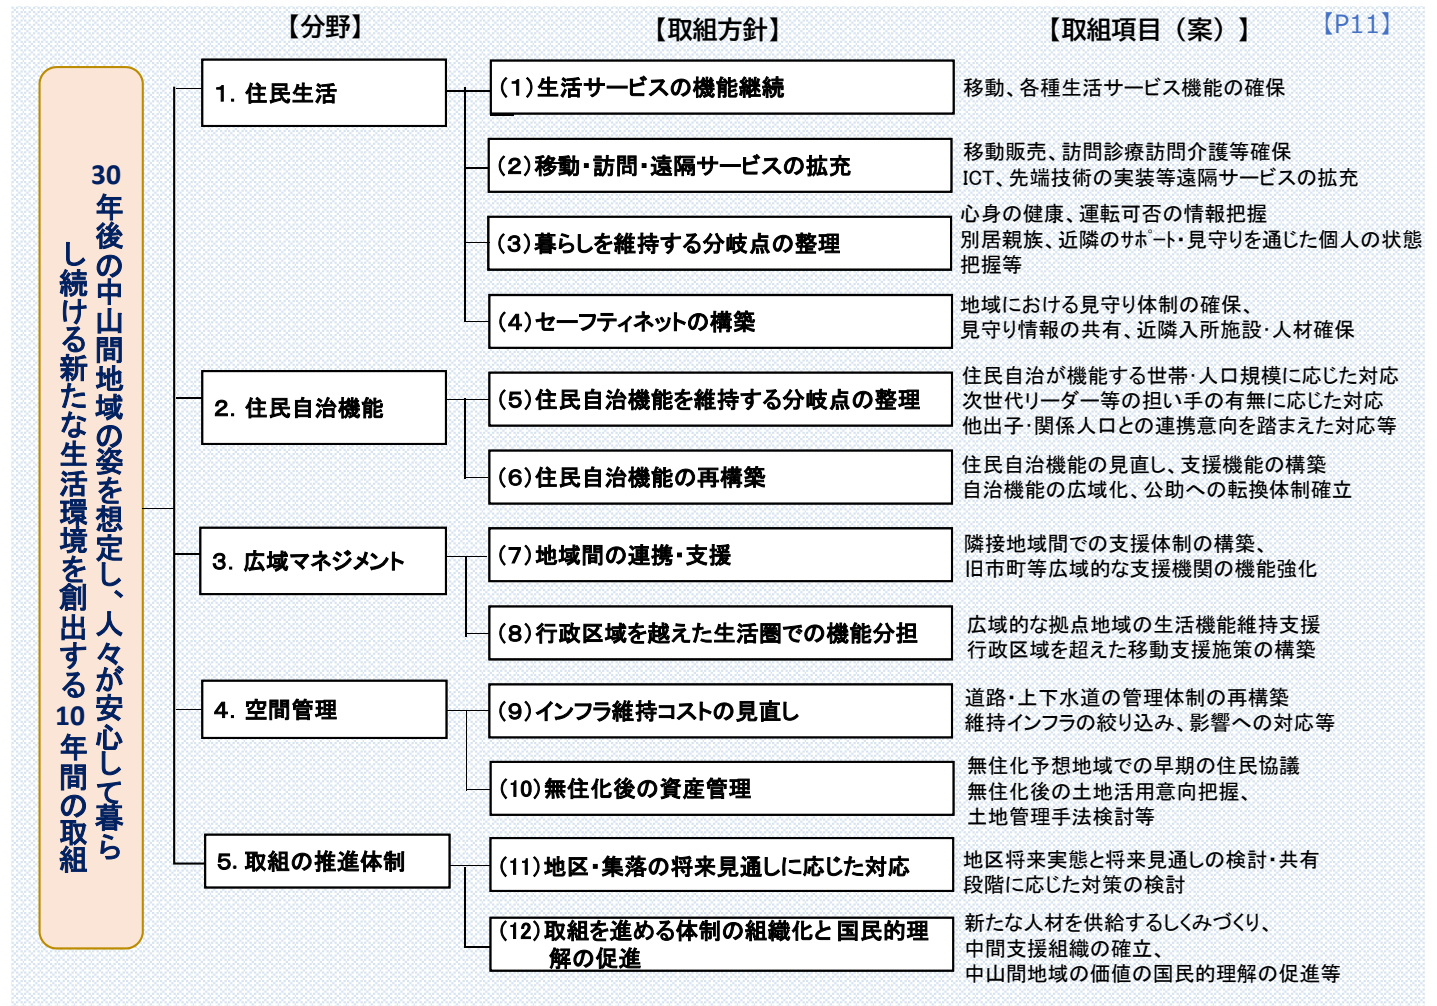 【分野】
【取組方針】
【取組項目（案）】
【P11】
30年後の中山間地域の姿を想定し、人々が安心して暮ら
し続ける新たな生活環境を創出する10年間の取組
1．住民生活
（1）生活サービスの機能継続
移動、各種生活サービス機能の確保
（2）移動・訪問・遠隔サービスの拡充
移動販売、訪問診療訪問介護等確保
ICT、先端技術の実装等遠隔サービスの拡充
（3）暮らしを維持する分岐点の整理
心身の健康、運転可否の情報把握
別居親族、近隣のｻﾎﾟｰﾄ・見守りを通じた個人の状態
把握等
（4）セーフティネットの構築
地域における見守り体制の確保、
見守り情報の共有、近隣入所施設・人材確保
2．住民自治機能
（5）住民自治機能を維持する分岐点の整理
住民自治が機能する世帯・人口規模に応じた対応
次世代リーダー等の担い手の有無に応じた対応
他出子・関係人口との連携意向を踏まえた対応等
（6）住民自治機能の再構築
住民自治機能の見直し、支援機能の構築
自治機能の広域化、公助への転換体制確立
3．広域マネジメント
（7）地域間の連携・支援
隣接地域間での支援体制の構築、
旧市町等広域的な支援機関の機能強化
（8）行政区域を越えた生活圏での機能分担
広域的な拠点地域の生活機能維持支援
行政区域を超えた移動支援施策の構築
4．空間管理
（9）インフラ維持コストの見直し
道路・上下水道の管理体制の再構築
維持インフラの絞り込み、影響への対応等
（10）無住化後の資産管理
無住化予想地域での早期の住民協議
無住化後の土地活用意向把握、
土地管理手法検討等
5．取組の推進体制
（11）地区・集落の将来見通しに応じた対応
地区将来実態と将来見通しの検討・共有
段階に応じた対策の検討
（12）取組を進める体制の組織化と国民的理
解の促進
新たな人材を供給するしくみづくり、
中間支援組織の確立、
中山間地域の価値の国民的理解の促進等